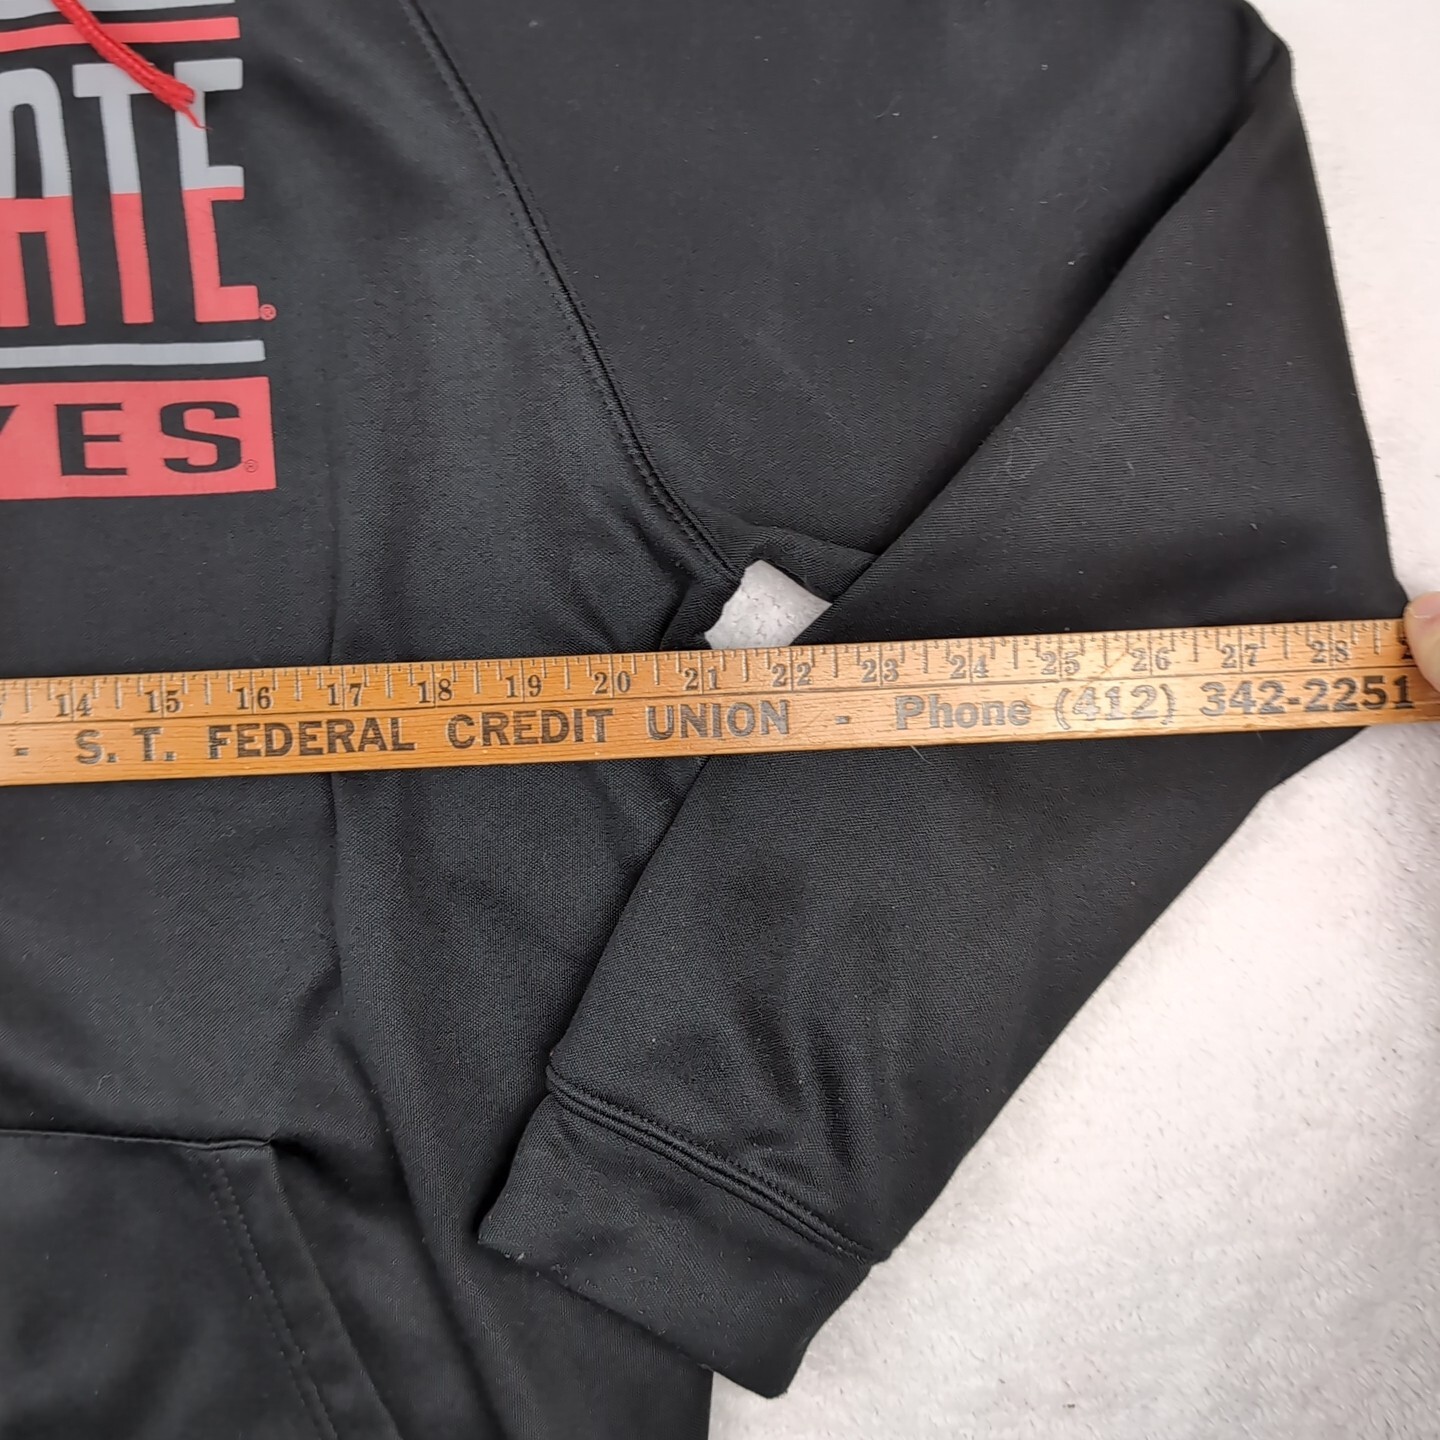 ATE®
YES®
14 15 16 17 18 19 20 21 22 23 24 25 26 27 28
- S. T. FEDERAL CREDIT UNION - Phone (412) 342-2251